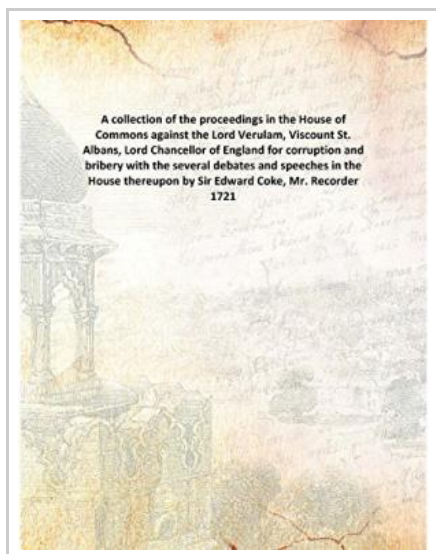 A collection of the proceedings in the House of
Commons against the Lord Verulam, Viscount St.
Albans, Lord Chancellor of England for corruption and
bribery with the several debates and speeches in the
House thereupon by Sir Edward Coke, Mr. Recorder
1721